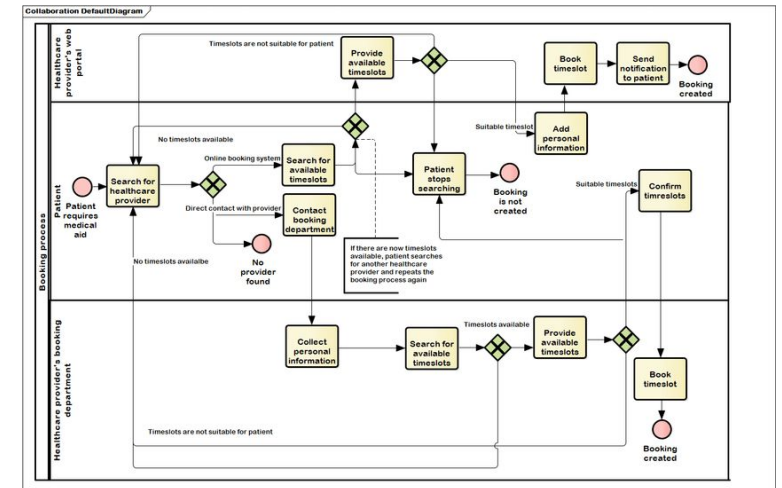 Collaboration DefaultDiagram
Booking process
Healthcare
provider's web
portal
Timeslots are not suitable for patient
Provide
available
timeslots
Book
timeslot
Send
notification
to patient
Booking
created
Patient
No timeslots available
Online booking system
Search for
available
timeslots
Suitable timeslot
Add
personal
information
Patient
requires
medical
aid
Search for
healthcare
provider
Direct contact with provider
Contact
booking
department
Patient
stops
searching
Booking
is not
created
Suitable timeslots
Confirm
timreslots
No
provider
found
If there are now timeslots
available, patient searches
for another healthcare
provider and repeats the
booking process again
No timeslots availalbe
Healthcare provider's booking
department
Collect
personal
information
Search for
available
timeslots
Timeslots available
Provide
available
timeslots
Book
timeslot
Timeslots are not suitable for patient
Booking
created